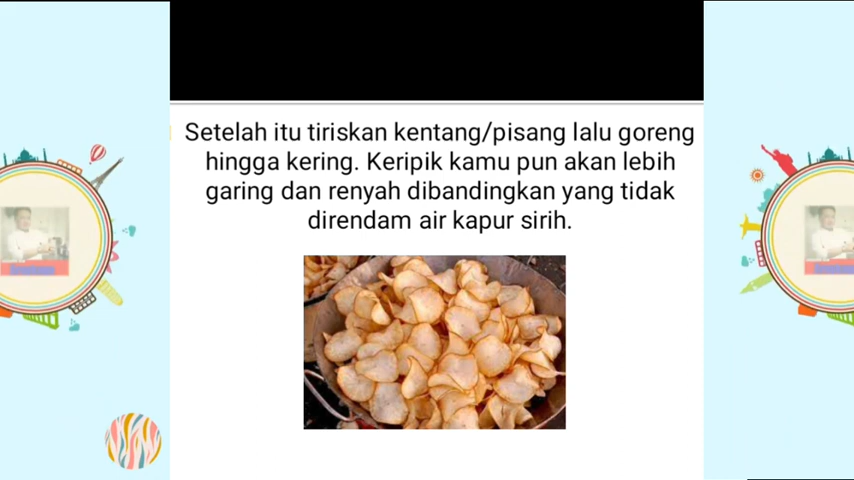 Setelah itu tiriskan kentang/pisang lalu goreng
hingga kering. Keripik kamu pun akan lebih
garing dan renyah dibandingkan yang tidak
direndam air kapur sirih.